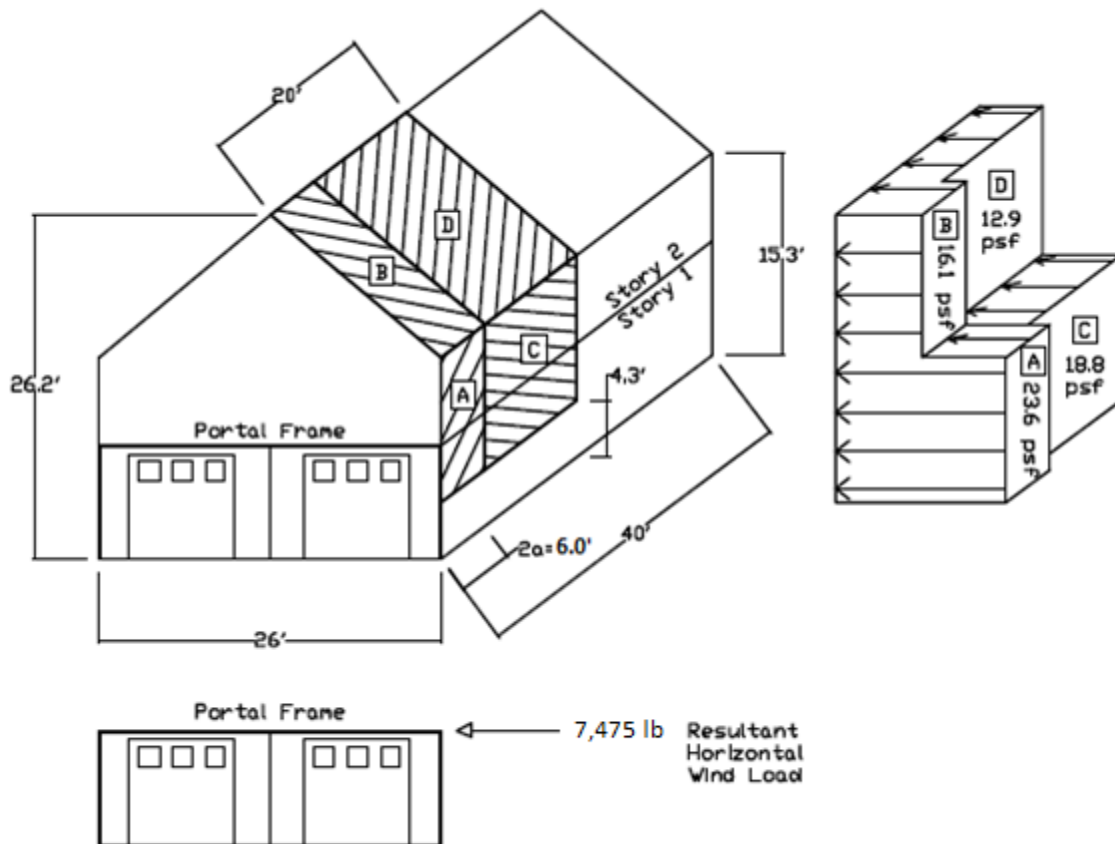 20'
D
B
26.2'
Story 2
Story 1
15.3'
C
4.3'
A
Portal Frame
2a=6.0'
40'
26'
D
12.9
psf
B
16.1 psf
C
18.8
psf
A
23.6 psf
Portal Frame
7,475 lb
Resultant
Horizontal
Wind Load